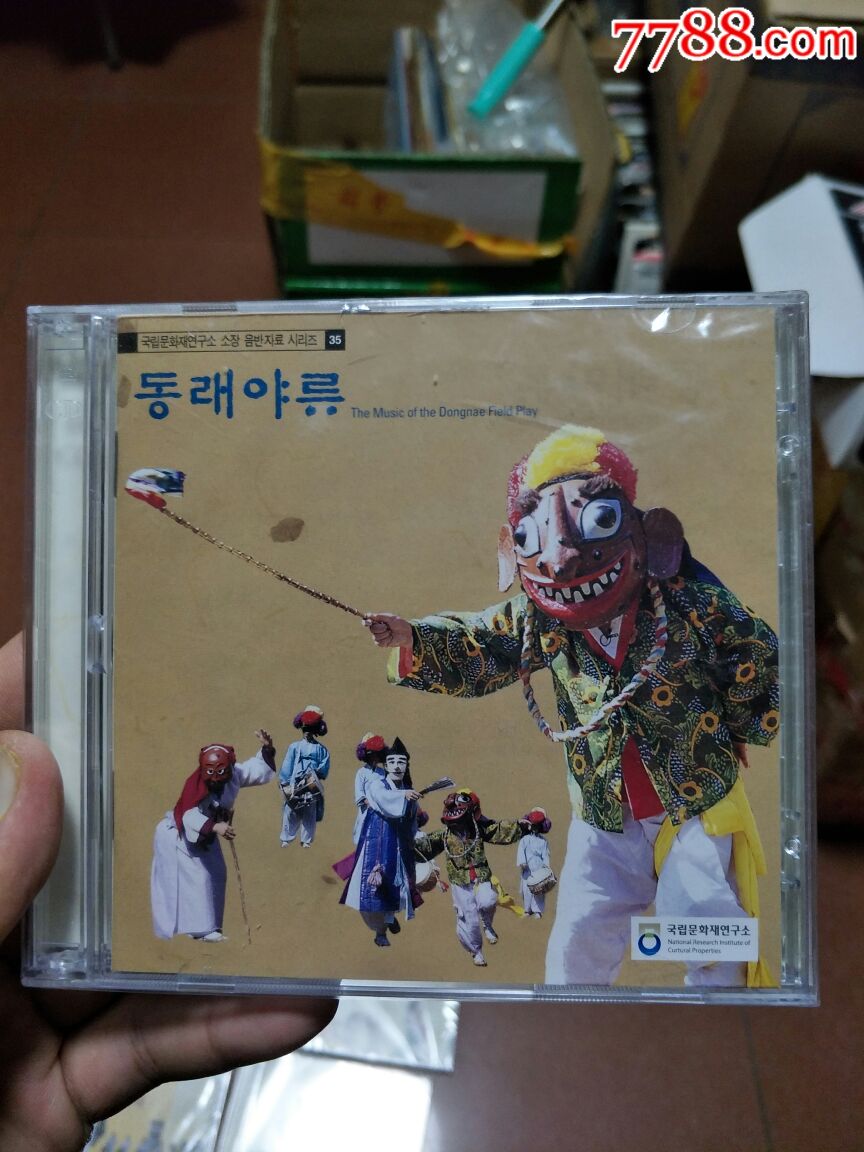 7788.com
국립문화재연구소 소장 음반자료 시리즈 35
동래야류
The Music of the Dongnae Field Play
국립문화재연구소
National Research Institute of
Curtural Properties